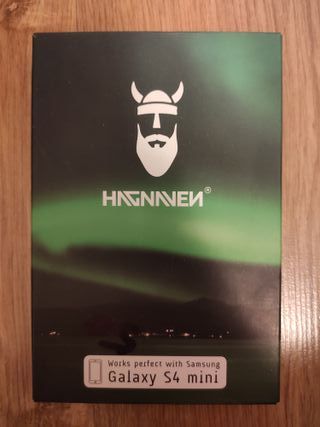 HAGNAVEN®
Works perfect with Samsung
Galaxy S4 mini